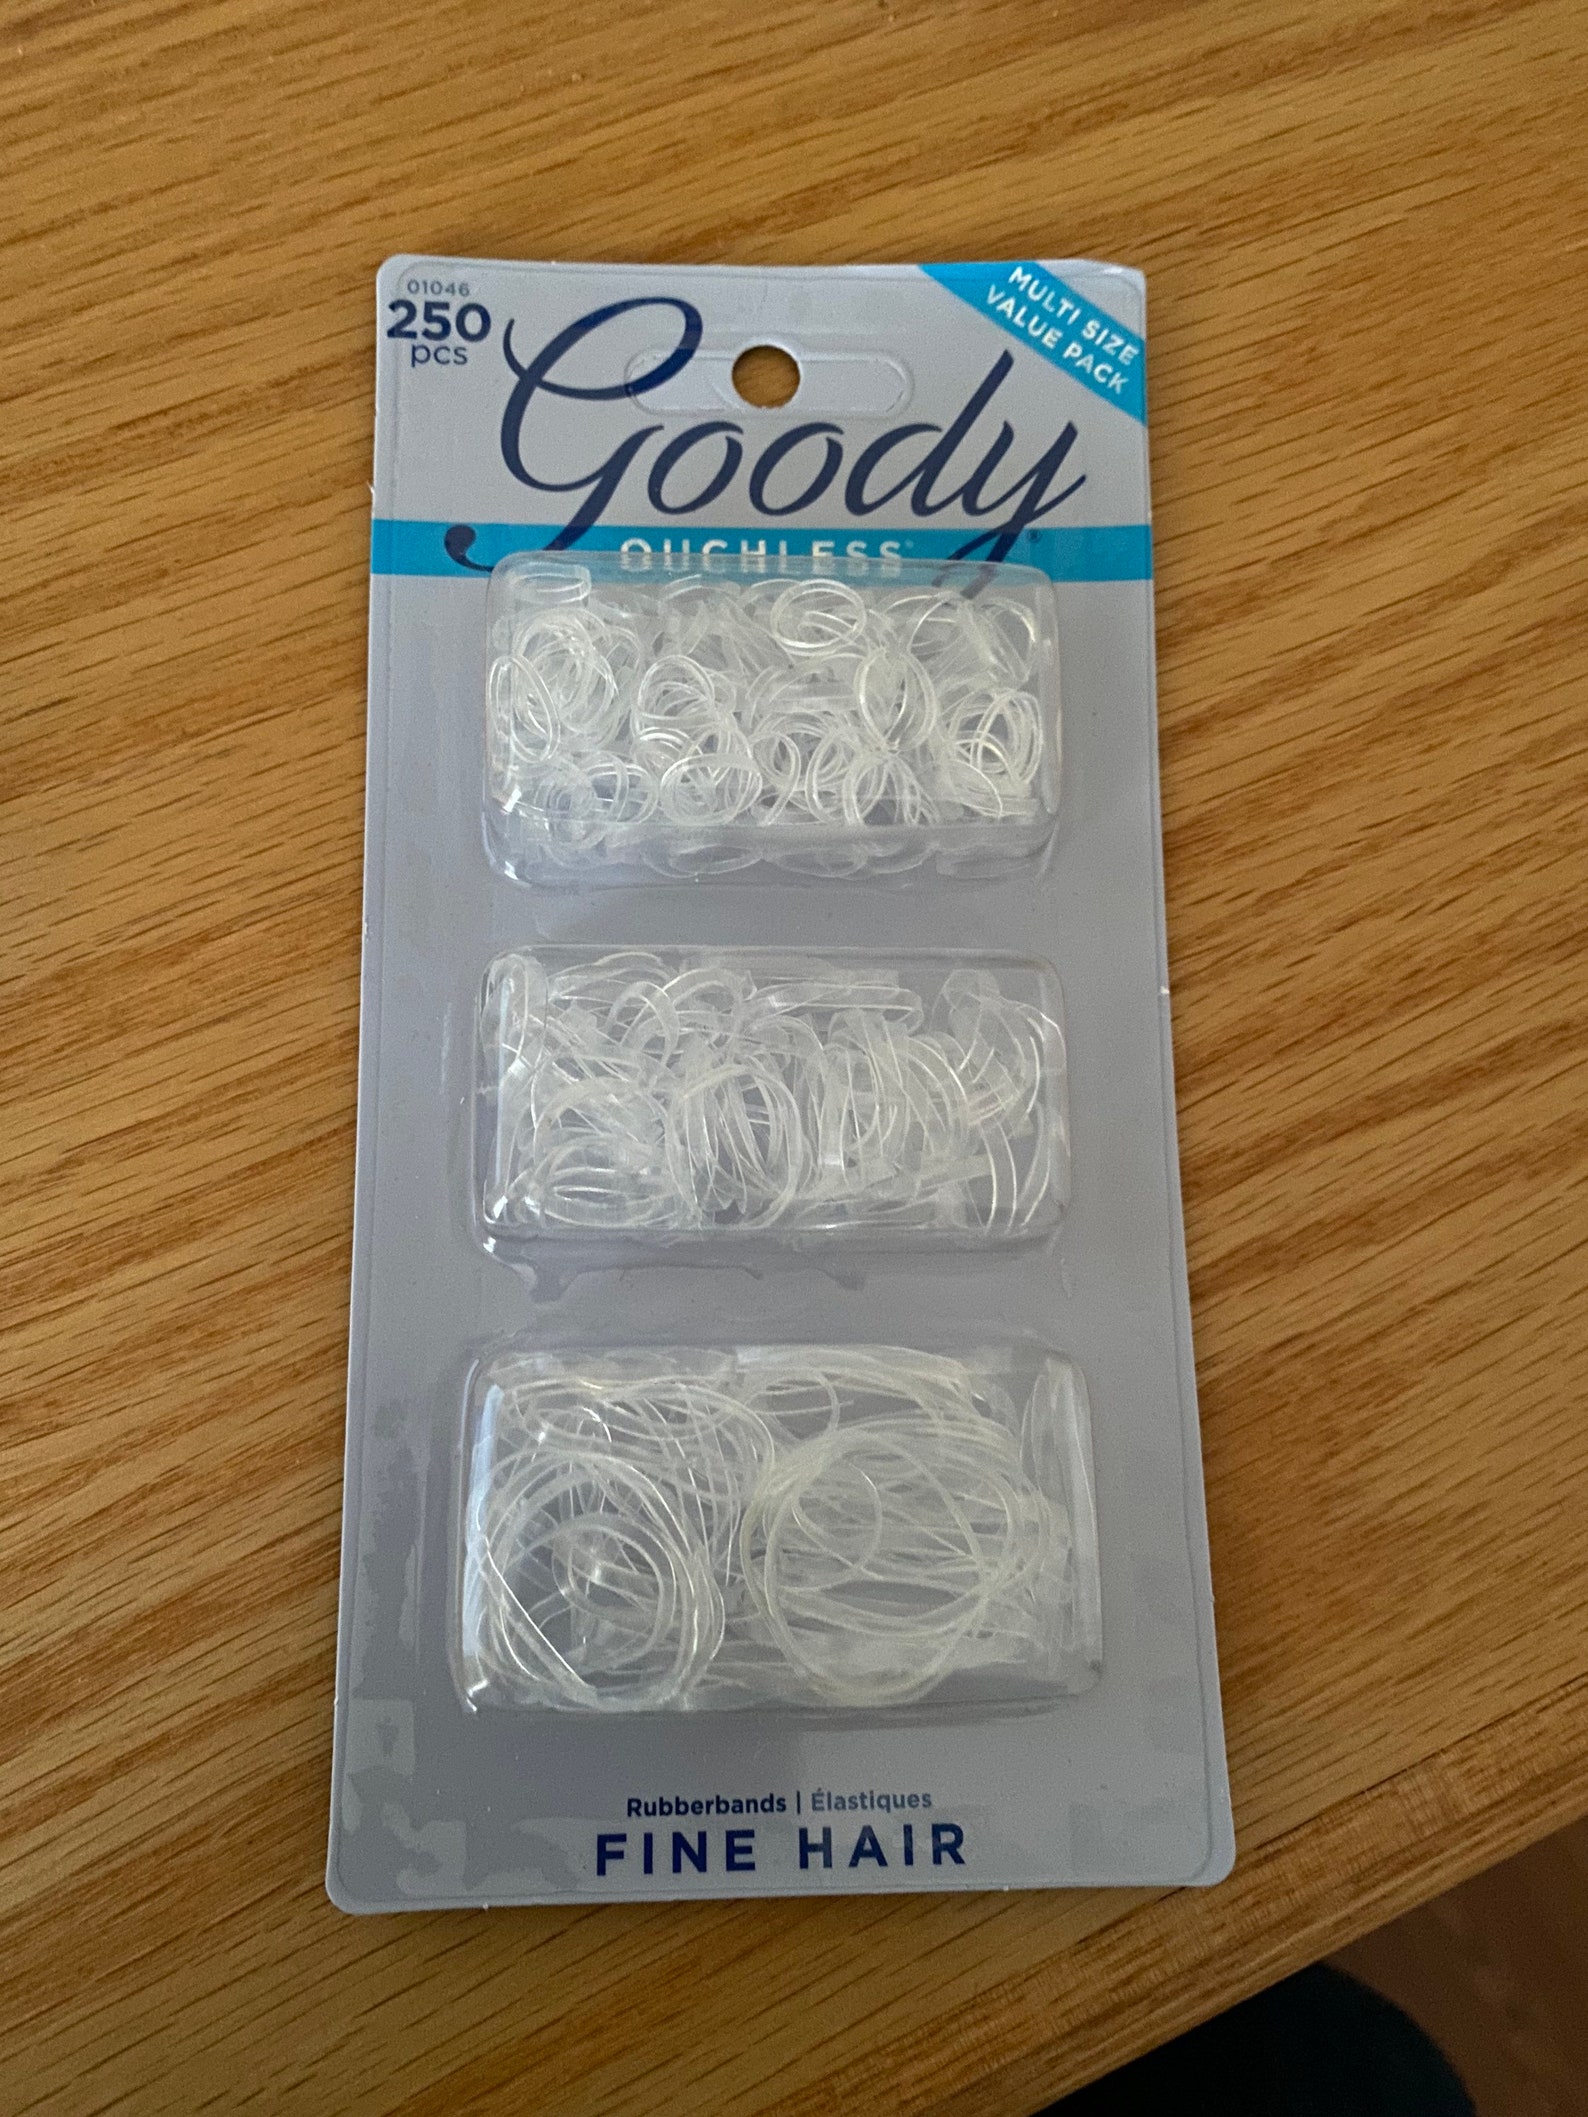 01046
250
pcs
Goody®
MULTI SIZE
VALUE PACK
OUCHLESS®
Rubberbands | Élastiques
FINE HAIR